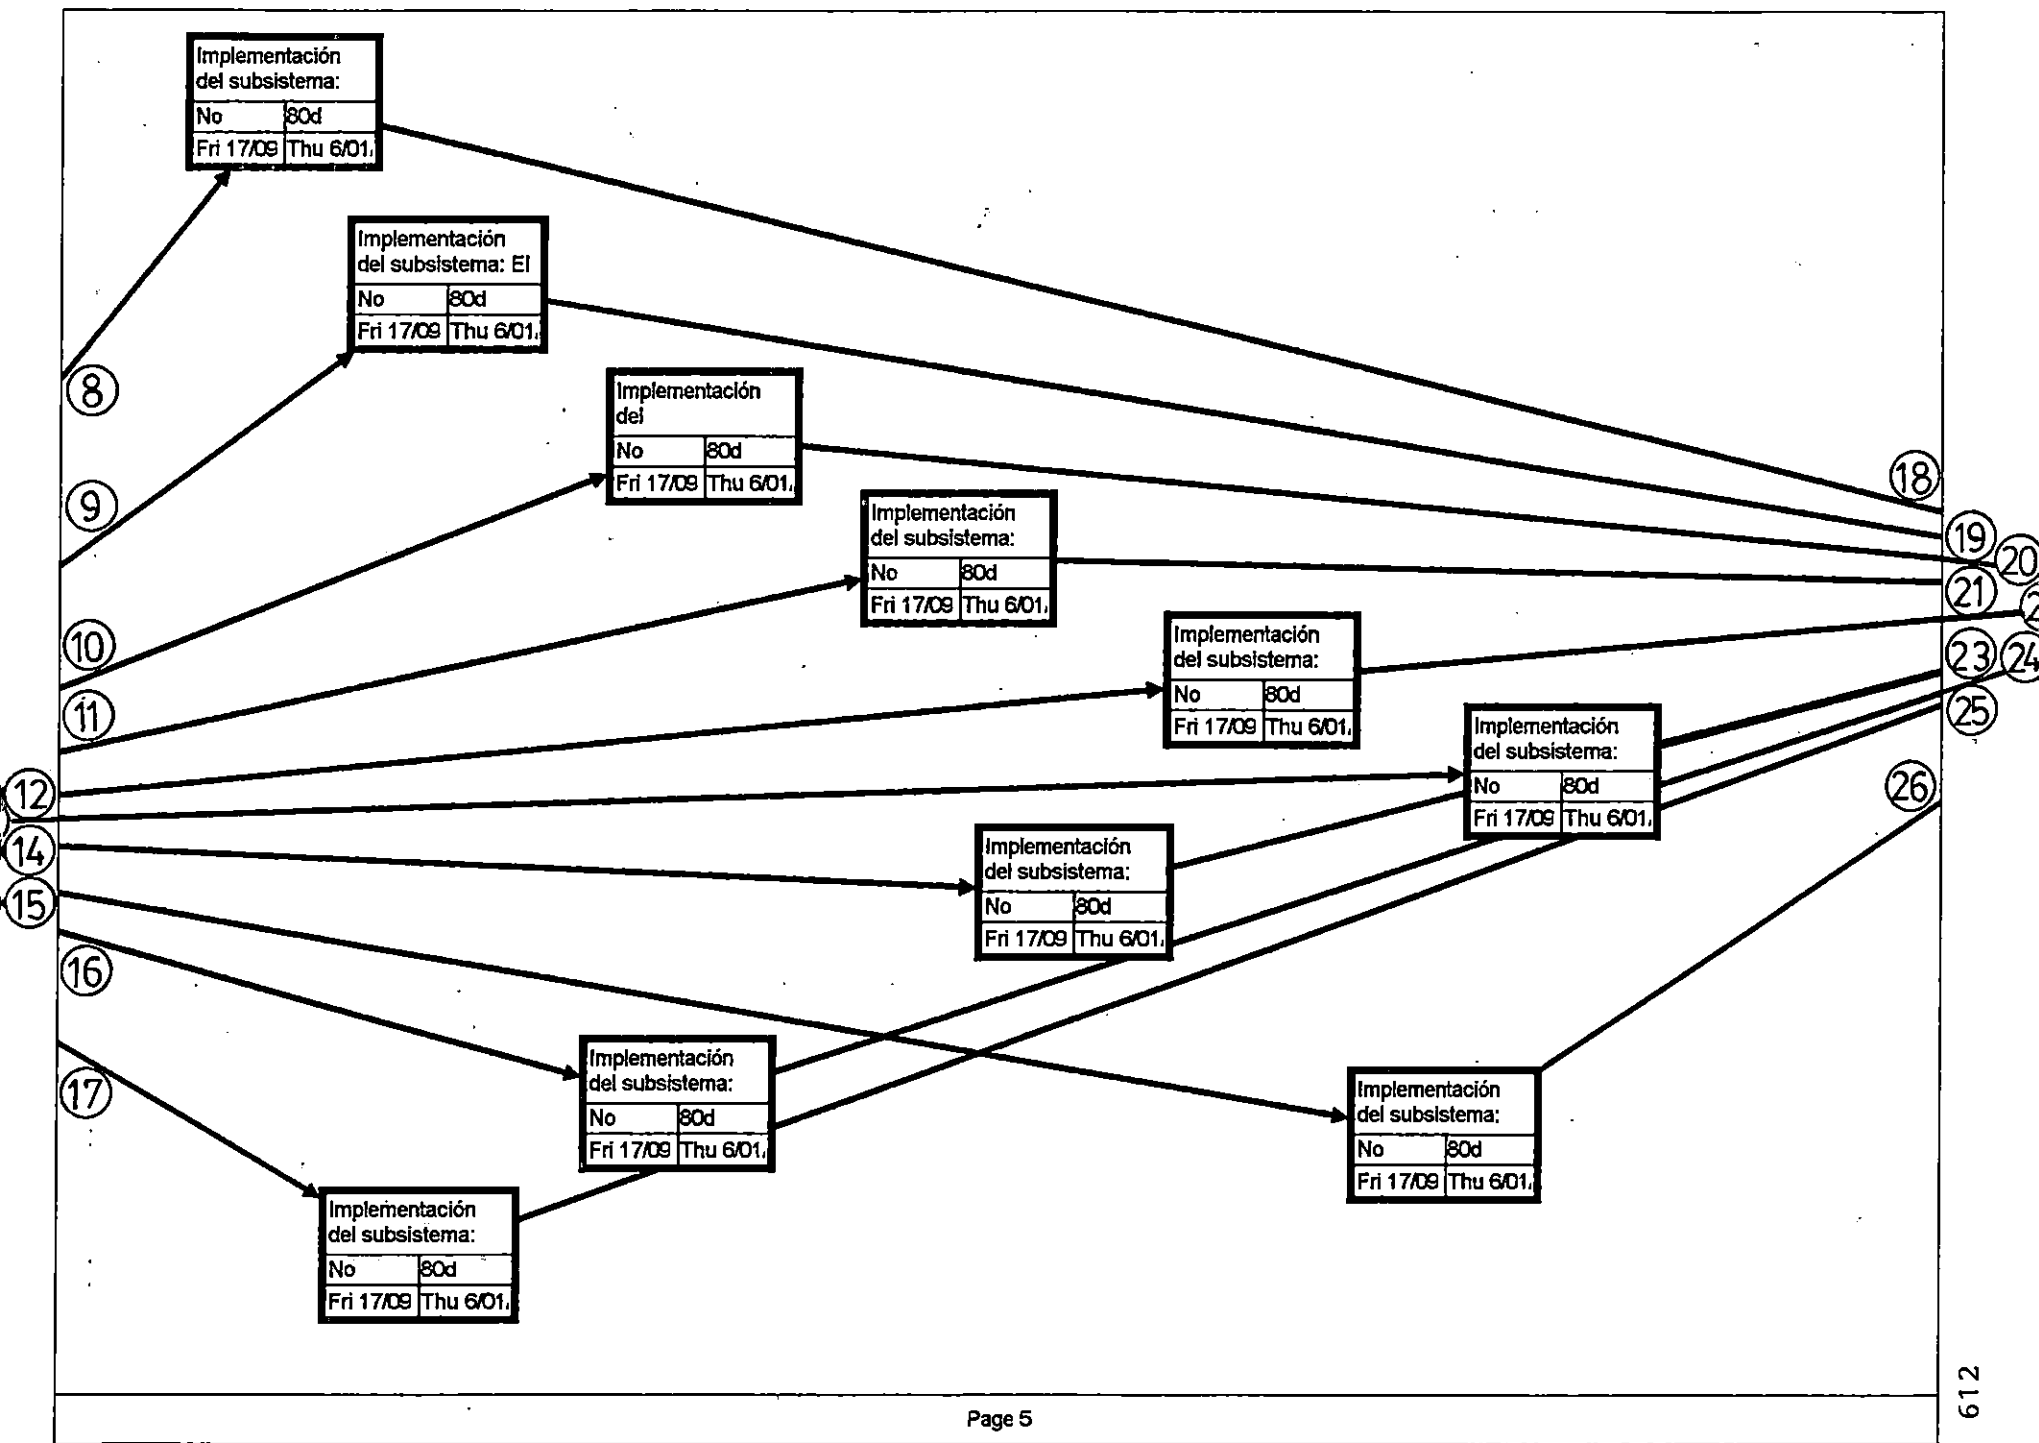 Implementación
del subsistema:
No 80d
Fri 17/09 Thu 6/01
Implementación
del subsistema: El
No 80d
Fri 17/09 Thu 6/01
8
Implementación
del
No 80d
Fri 17/09 Thu 6/01
9
18
Implementación
del subsistema:
No 80d
Fri 17/09 Thu 6/01
19
20
21
10
Implementación
del subsistema:
No 80d
Fri 17/09 Thu 6/01
23
24
25
11
Implementación
del subsistema:
No 80d
Fri 17/09 Thu 6/01
26
12
14
15
Implementación
del subsistema:
No 80d
Fri 17/09 Thu 6/01
16
Implementación
del subsistema:
No 80d
Fri 17/09 Thu 6/01
17
Implementación
del subsistema:
No 80d
Fri 17/09 Thu 6/01
Implementación
del subsistema:
No 80d
Fri 17/09 Thu 6/01
Page 5
612